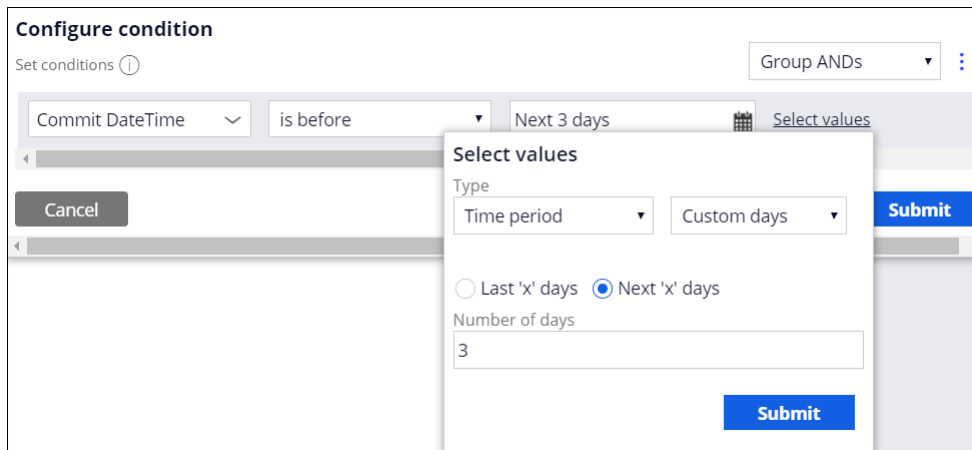 Configure condition
Set conditions i
Group ANDs
Commit DateTime is before Next 3 days Select values
Select values
Type
Cancel Time period Custom days Submit
Last 'x' days Next 'x' days
Number of days
3
Submit